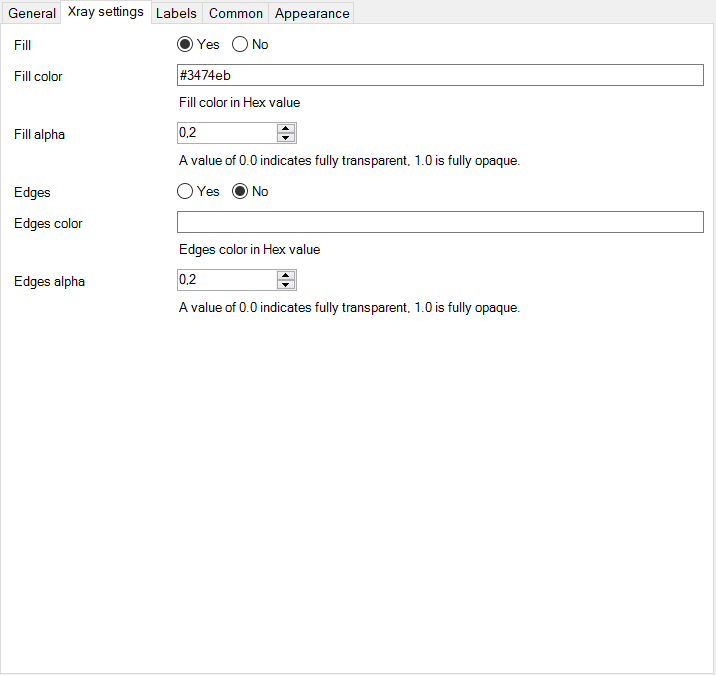 General Xray settings Labels Common Appearance
Fill Yes No
Fill color #3474eb
Fill color in Hex value
Fill alpha 0,2
A value of 0.0 indicates fully transparent, 1.0 is fully opaque.
Edges Yes No
Edges color
Edges color in Hex value
Edges alpha 0,2
A value of 0.0 indicates fully transparent, 1.0 is fully opaque.